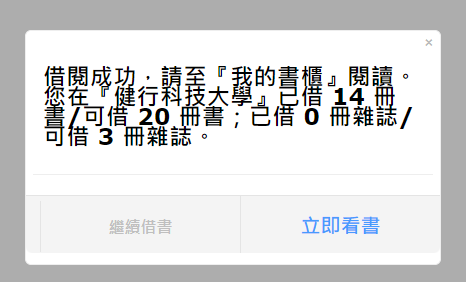 ×
借閱成功，請至『我的書櫃』閱讀。
您在『健行科技大學』已借 14 冊
書/可借 20 冊書；已借 0 冊雜誌/
可借 3 冊雜誌。
繼續借書
立即看書